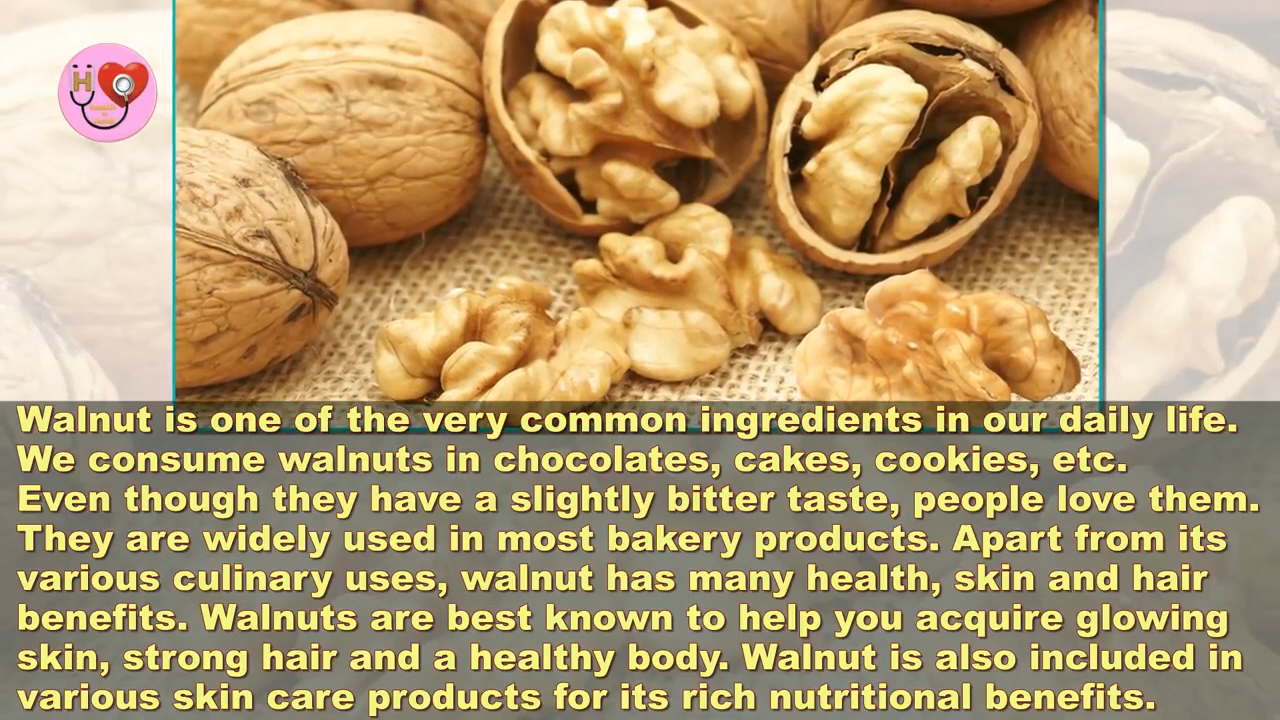 H
Walnut is one of the very common ingredients in our daily life.
We consume walnuts in chocolates, cakes, cookies, etc.
Even though they have a slightly bitter taste, people love them.
They are widely used in most bakery products. Apart from its
various culinary uses, walnut has many health, skin and hair
benefits. Walnuts are best known to help you acquire glowing
skin, strong hair and a healthy body. Walnut is also included in
various skin care products for its rich nutritional benefits.